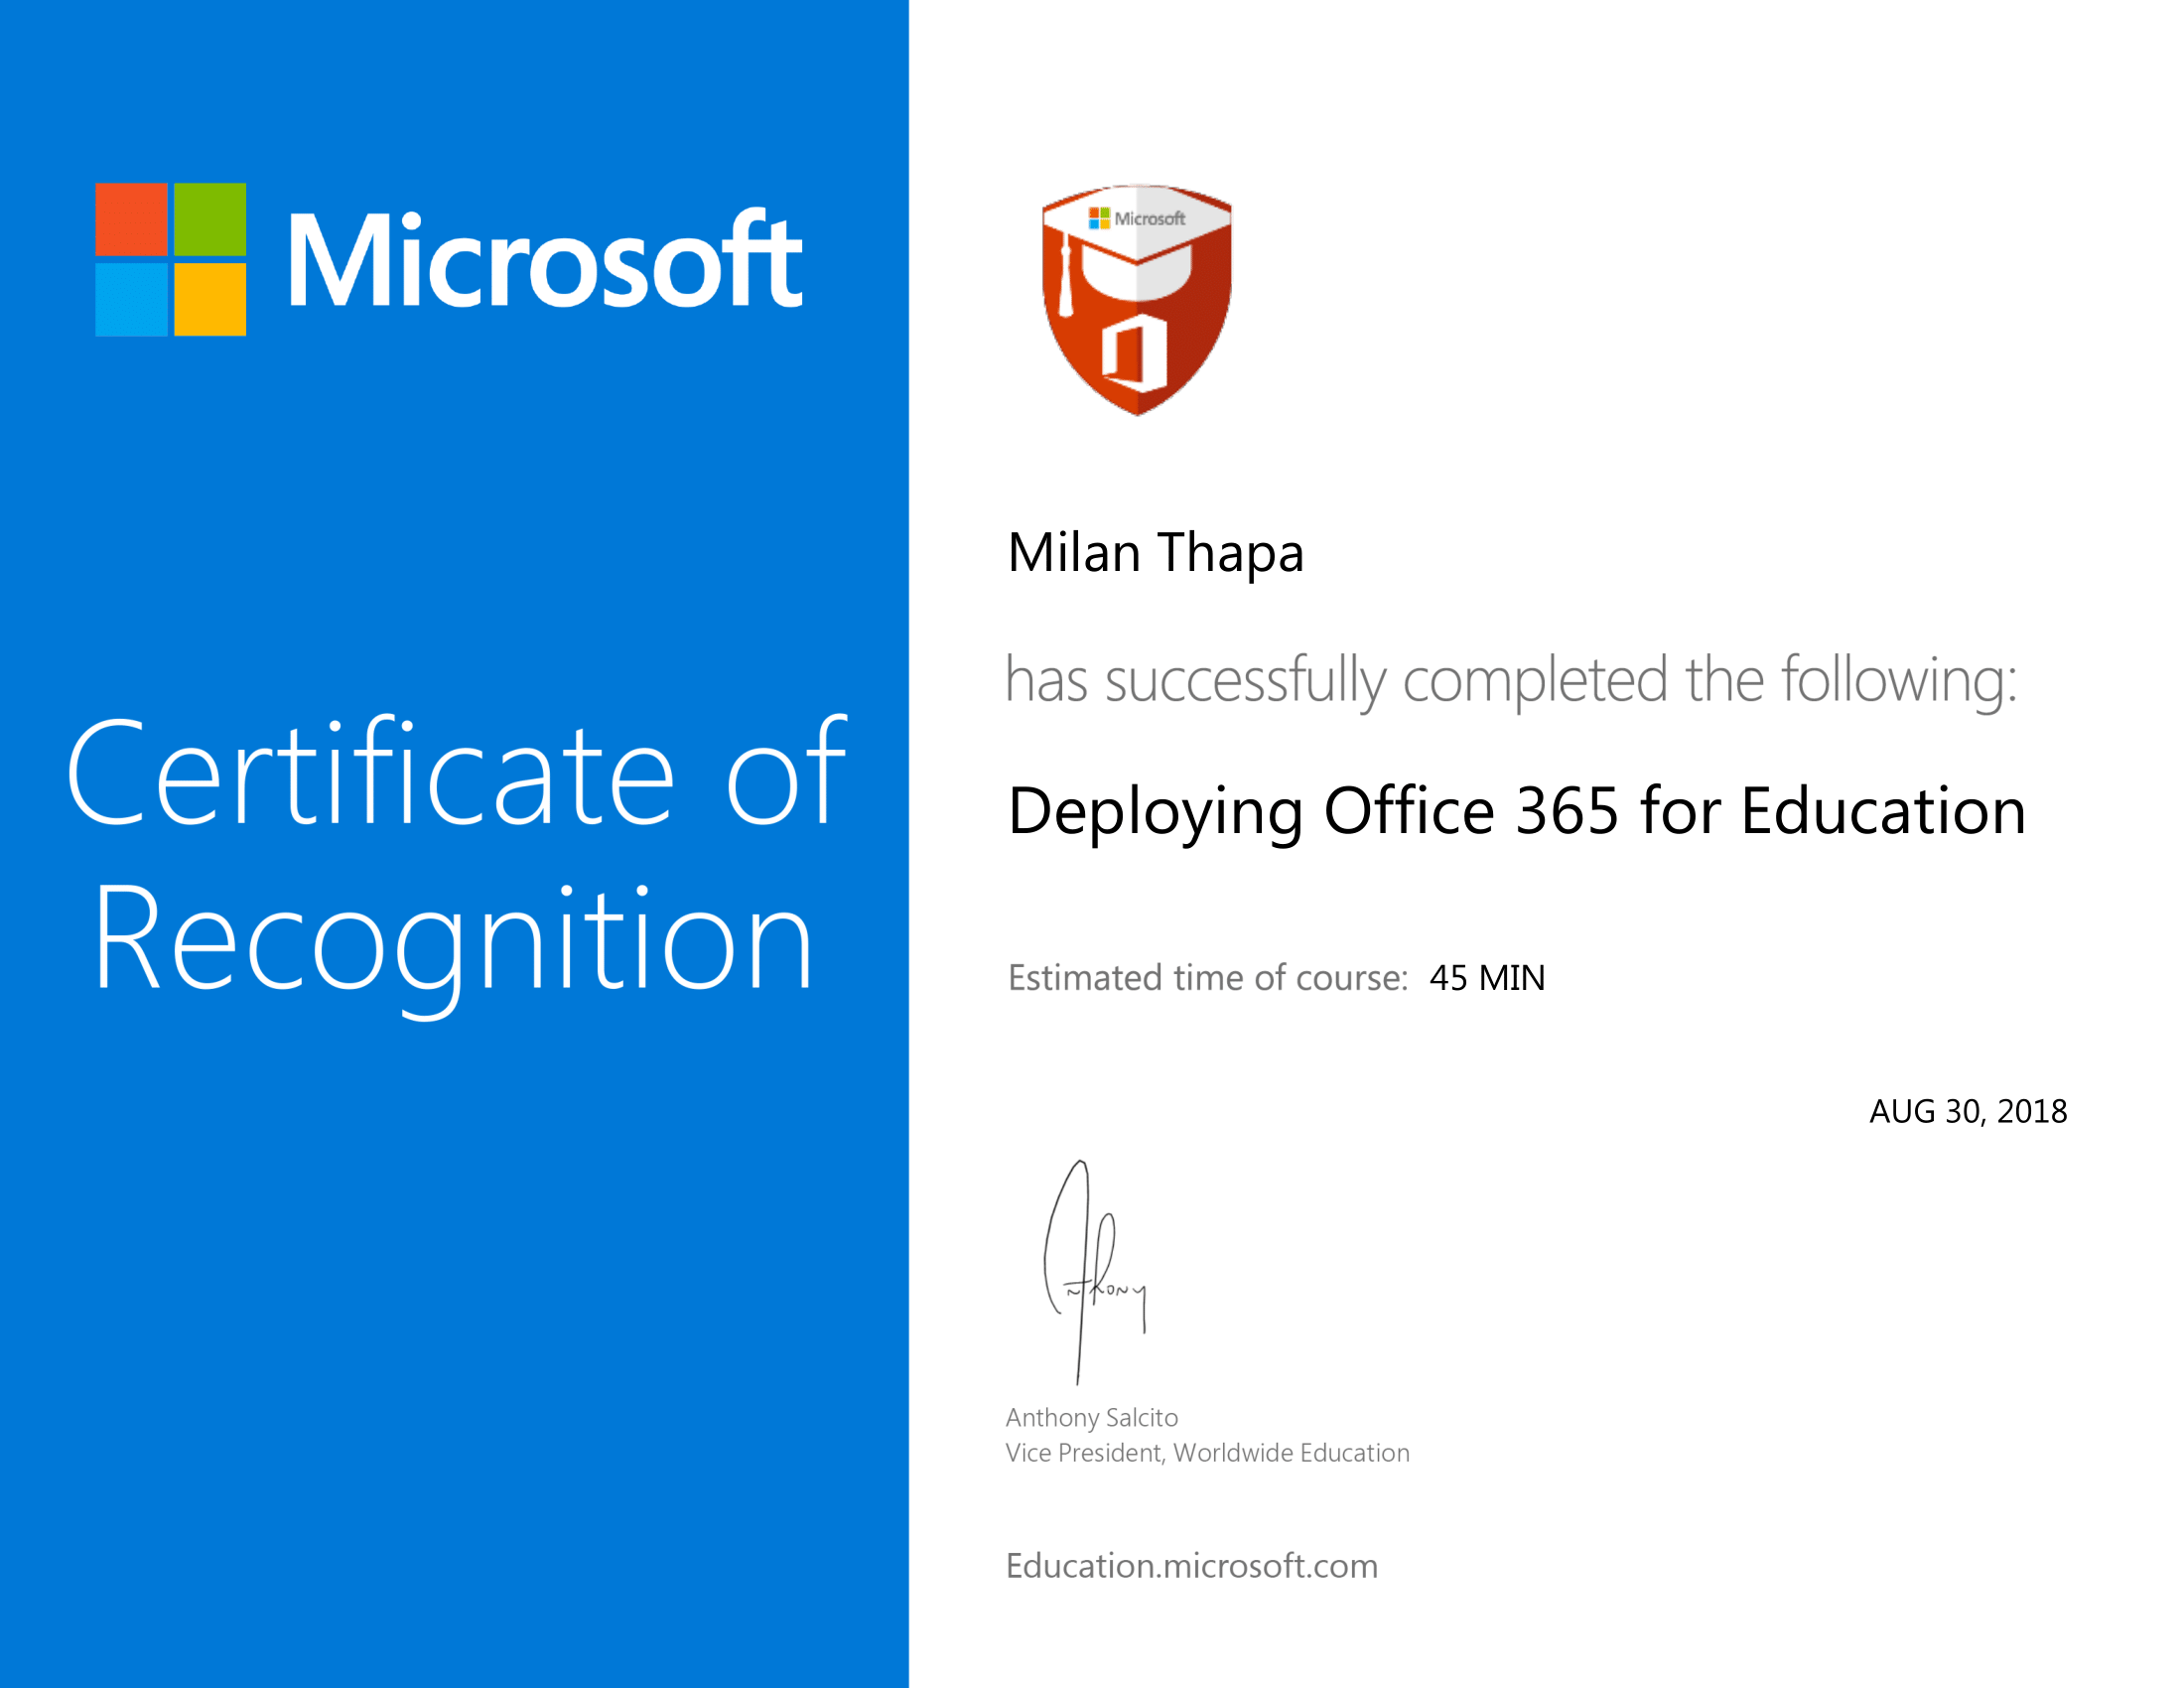 Microsoft
Certificate of
Recognition
Microsoft
Milan Thapa
has successfully completed the following:
Deploying Office 365 for Education
Estimated time of course: 45 MIN
AUG 30, 2018
Anthony
Anthony Salcito
Vice President, Worldwide Education
Education.microsoft.com